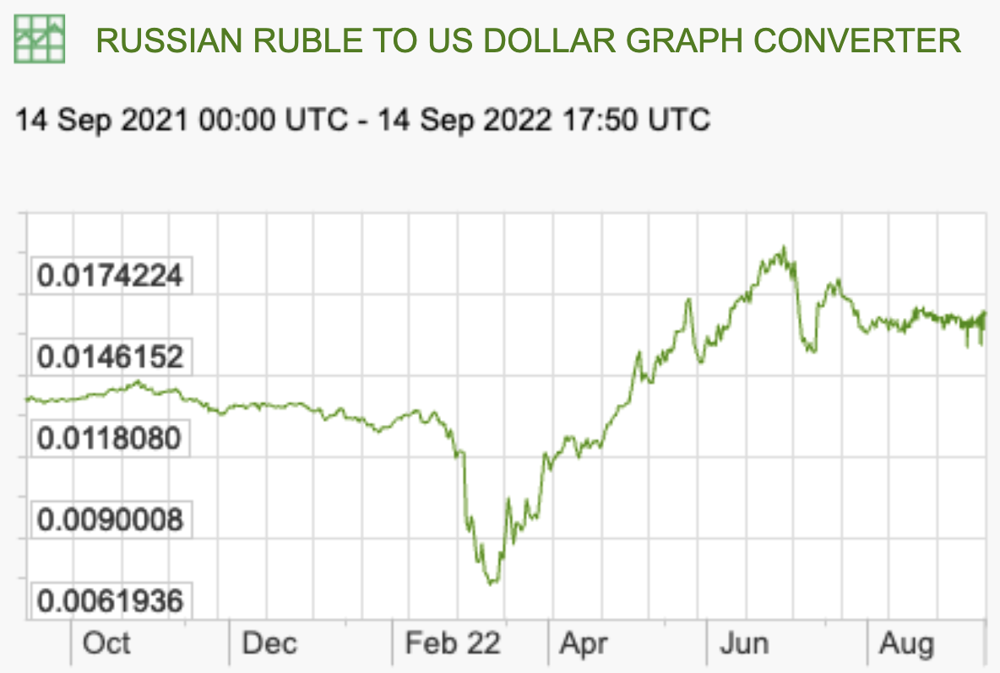 RUSSIAN RUBLE TO US DOLLAR GRAPH CONVERTER
14 Sep 2021 00:00 UTC - 14 Sep 2022 17:50 UTC
0.0174224
0.0146152
0.0118080
0.0090008
0.0061936
Oct Dec Feb 22 Apr Jun Aug